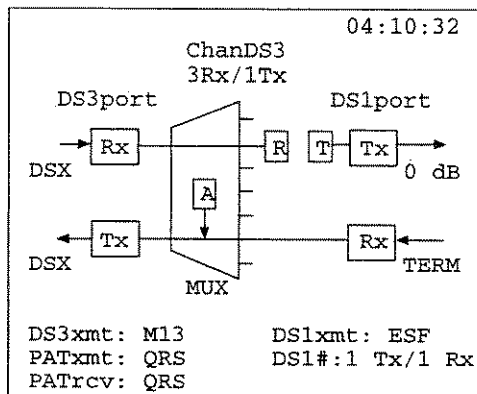 04:10:32
ChanDS3
3Rx/1Tx
DS3port DS1port
Rx R T Tx
DSX 0 dB
A
Tx Rx
DSX TERM
MUX
DS3xmt: M13 DS1xmt: ESF
PATxmt: QRS DS1#:1 Tx/1 Rx
PATrcv: QRS